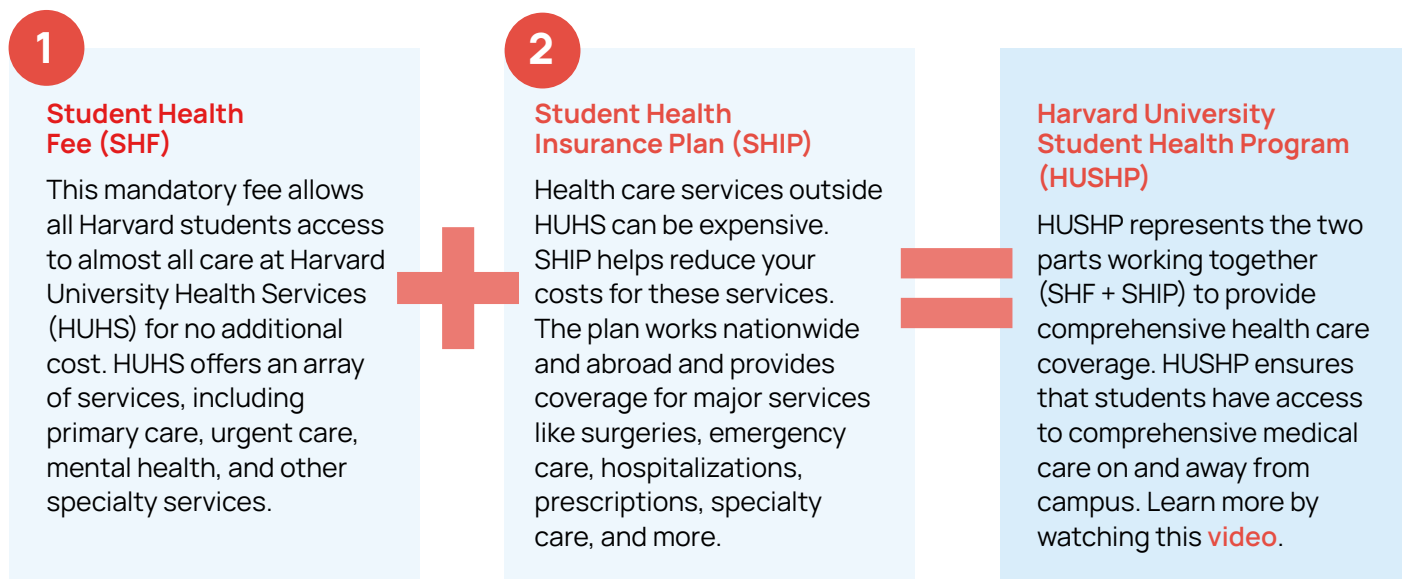 1
Student Health
Fee (SHF)
This mandatory fee allows
all Harvard students access
to almost all care at Harvard
University Health Services
(HUHS) for no additional
cost. HUHS offers an array
of services, including
primary care, urgent care,
mental health, and other
specialty services.
2
Student Health
Insurance Plan (SHIP)
Health care services outside
HUHS can be expensive.
SHIP helps reduce your
costs for these services.
The plan works nationwide
and abroad and provides
coverage for major services
like surgeries, emergency
care, hospitalizations,
prescriptions, specialty
care, and more.
Harvard University
Student Health Program
(HUSHP)
HUSHP represents the two
parts working together
(SHF + SHIP) to provide
comprehensive health care
coverage. HUSHP ensures
that students have access
to comprehensive medical
care on and away from
campus. Learn more by
watching this video.